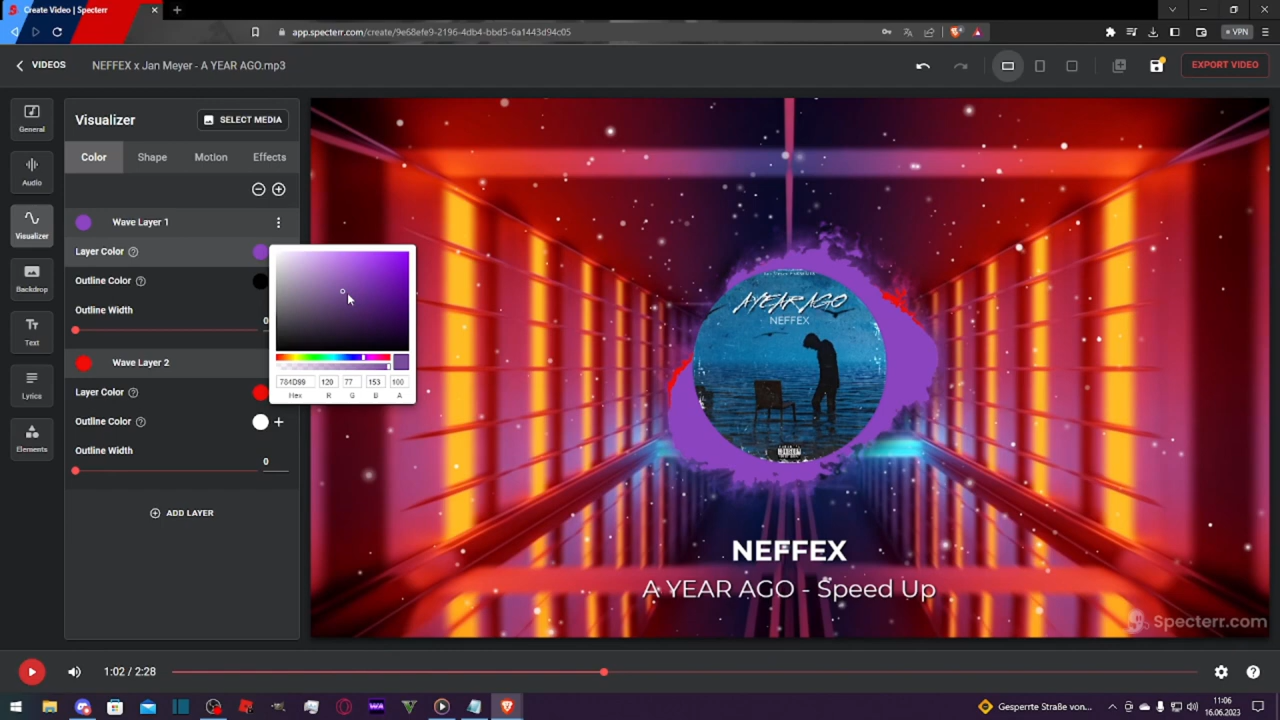 Create Video | Specterr
app.specterr.com/create/9e68efe9-2196-4db4-bbd5-6a1443d94c05
VPN
VIDEOS
NEFFEX x Jan Meyer - A YEAR AGO.mp3
EXPORT VIDEO
General
Audio
Visualizer
Backdrop
Text
Lyrics
Elements
Visualizer
SELECT MEDIA
Color
Shape
Motion
Effects
Wave Layer 1
Layer Color
Outline Color
Outline Width
0
Wave Layer 2
Layer Color
Outline Color
Outline Width
0
ADD LAYER
784D99
120
77
153
100
Hex
R
G
B
A
A YEAR AGO
NEFFEX
NEFFEX
A YEAR AGO - Speed Up
Specterr.com
1:02 / 2:28
Gesperrte Straße von...
11:06
16.06.2023